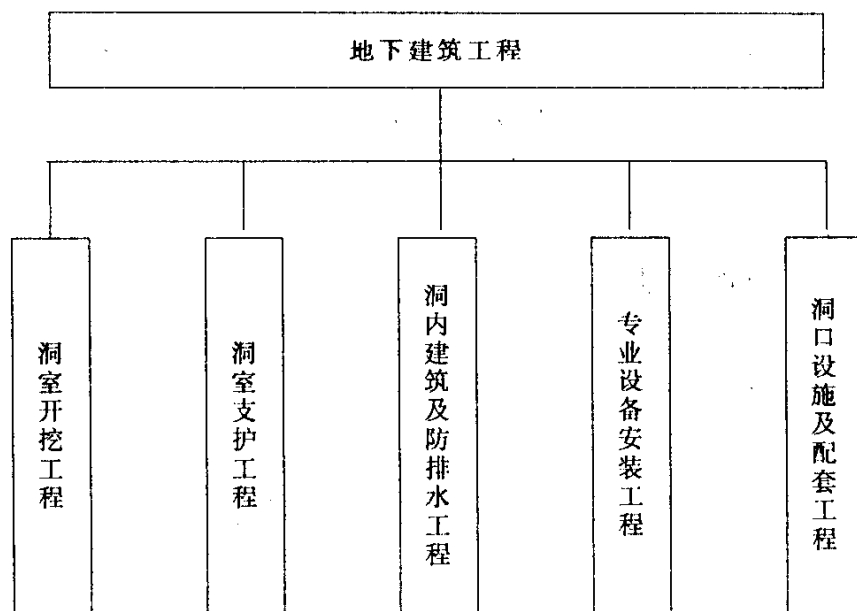 地下建筑工程
洞室开挖工程
洞室支护工程
洞内建筑及防排水工程
专业设备安装工程
洞口设施及配套工程